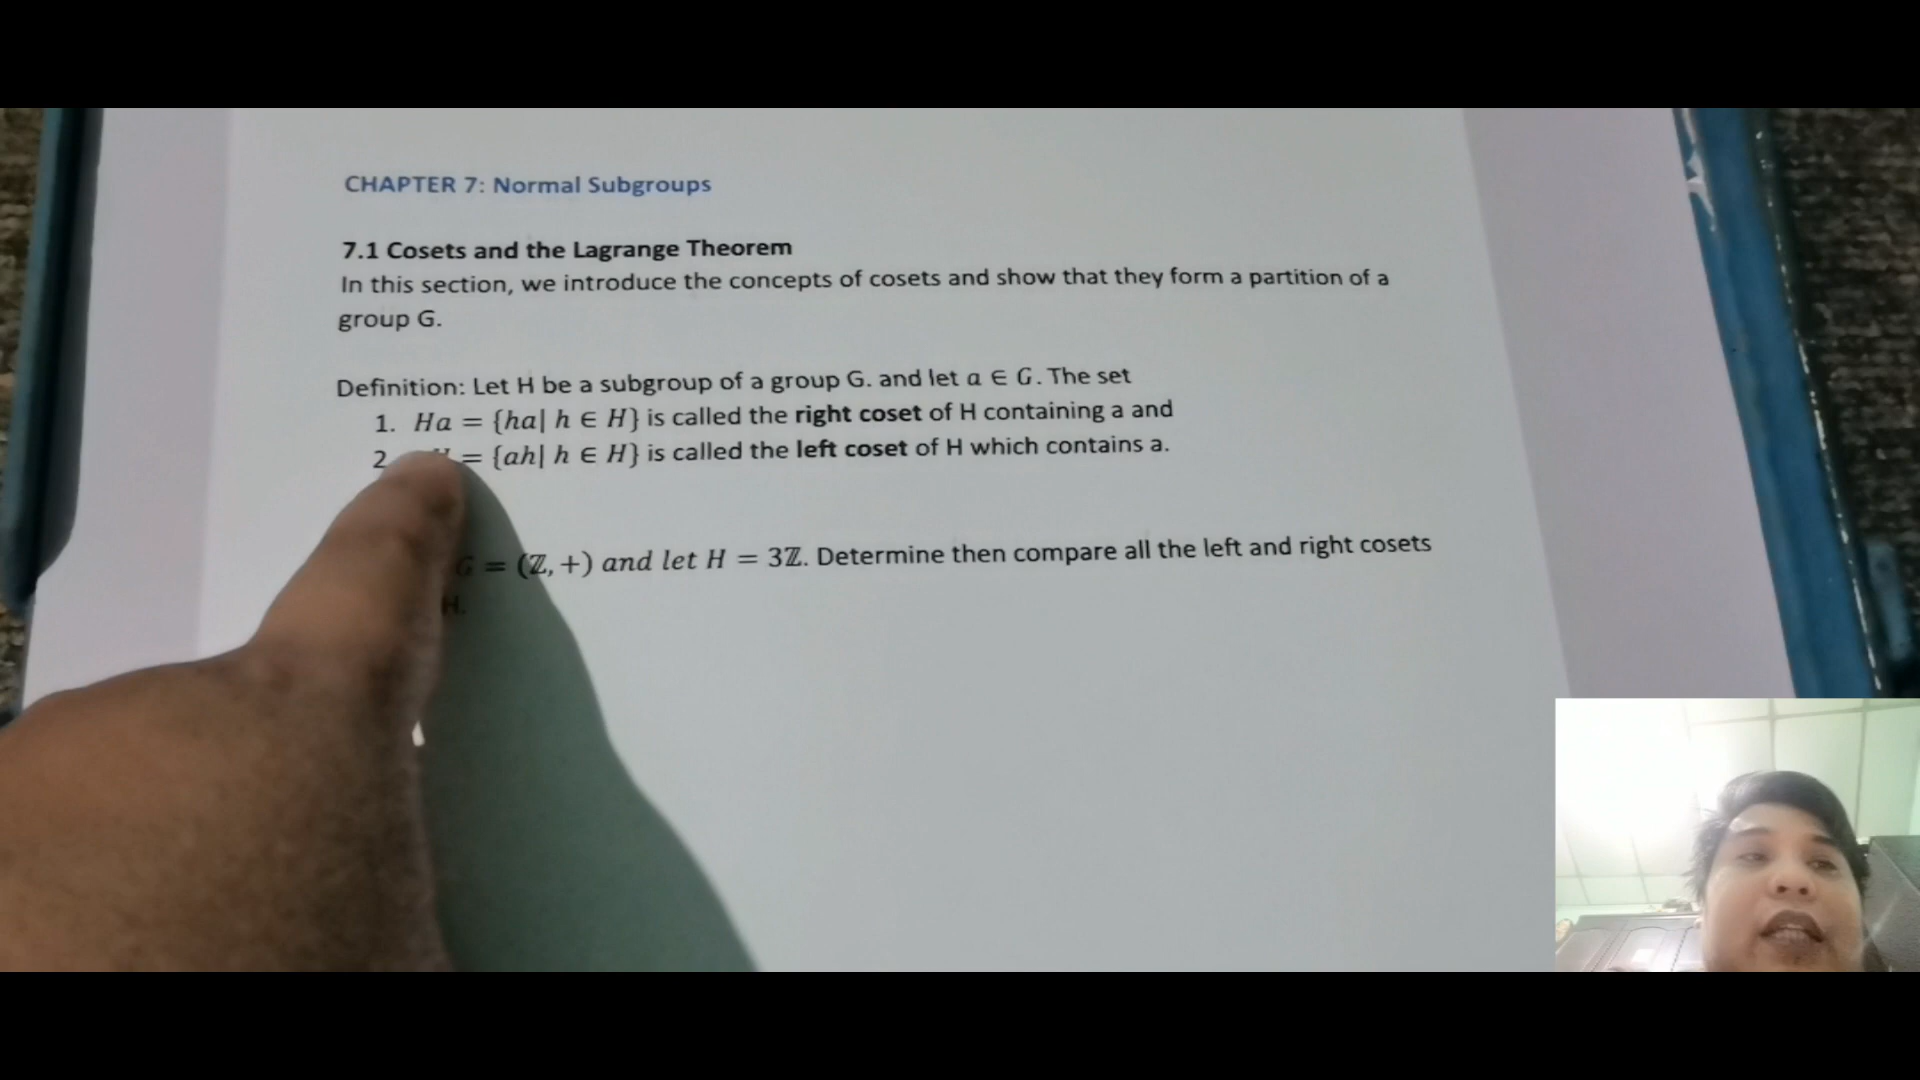 CHAPTER 7: Normal Subgroups
7.1 Cosets and the Lagrange Theorem
In this section, we introduce the concepts of cosets and show that they form a partition of a
group G.
Definition: Let H be a subgroup of a group G. and let a ∈ G. The set
1. Ha = {ha| h ∈ H} is called the right coset of H containing a and
2 = {ah| h ∈ H} is called the left coset of H which contains a.
G = (ℤ, +) and let H = 3ℤ. Determine then compare all the left and right cosets
H.